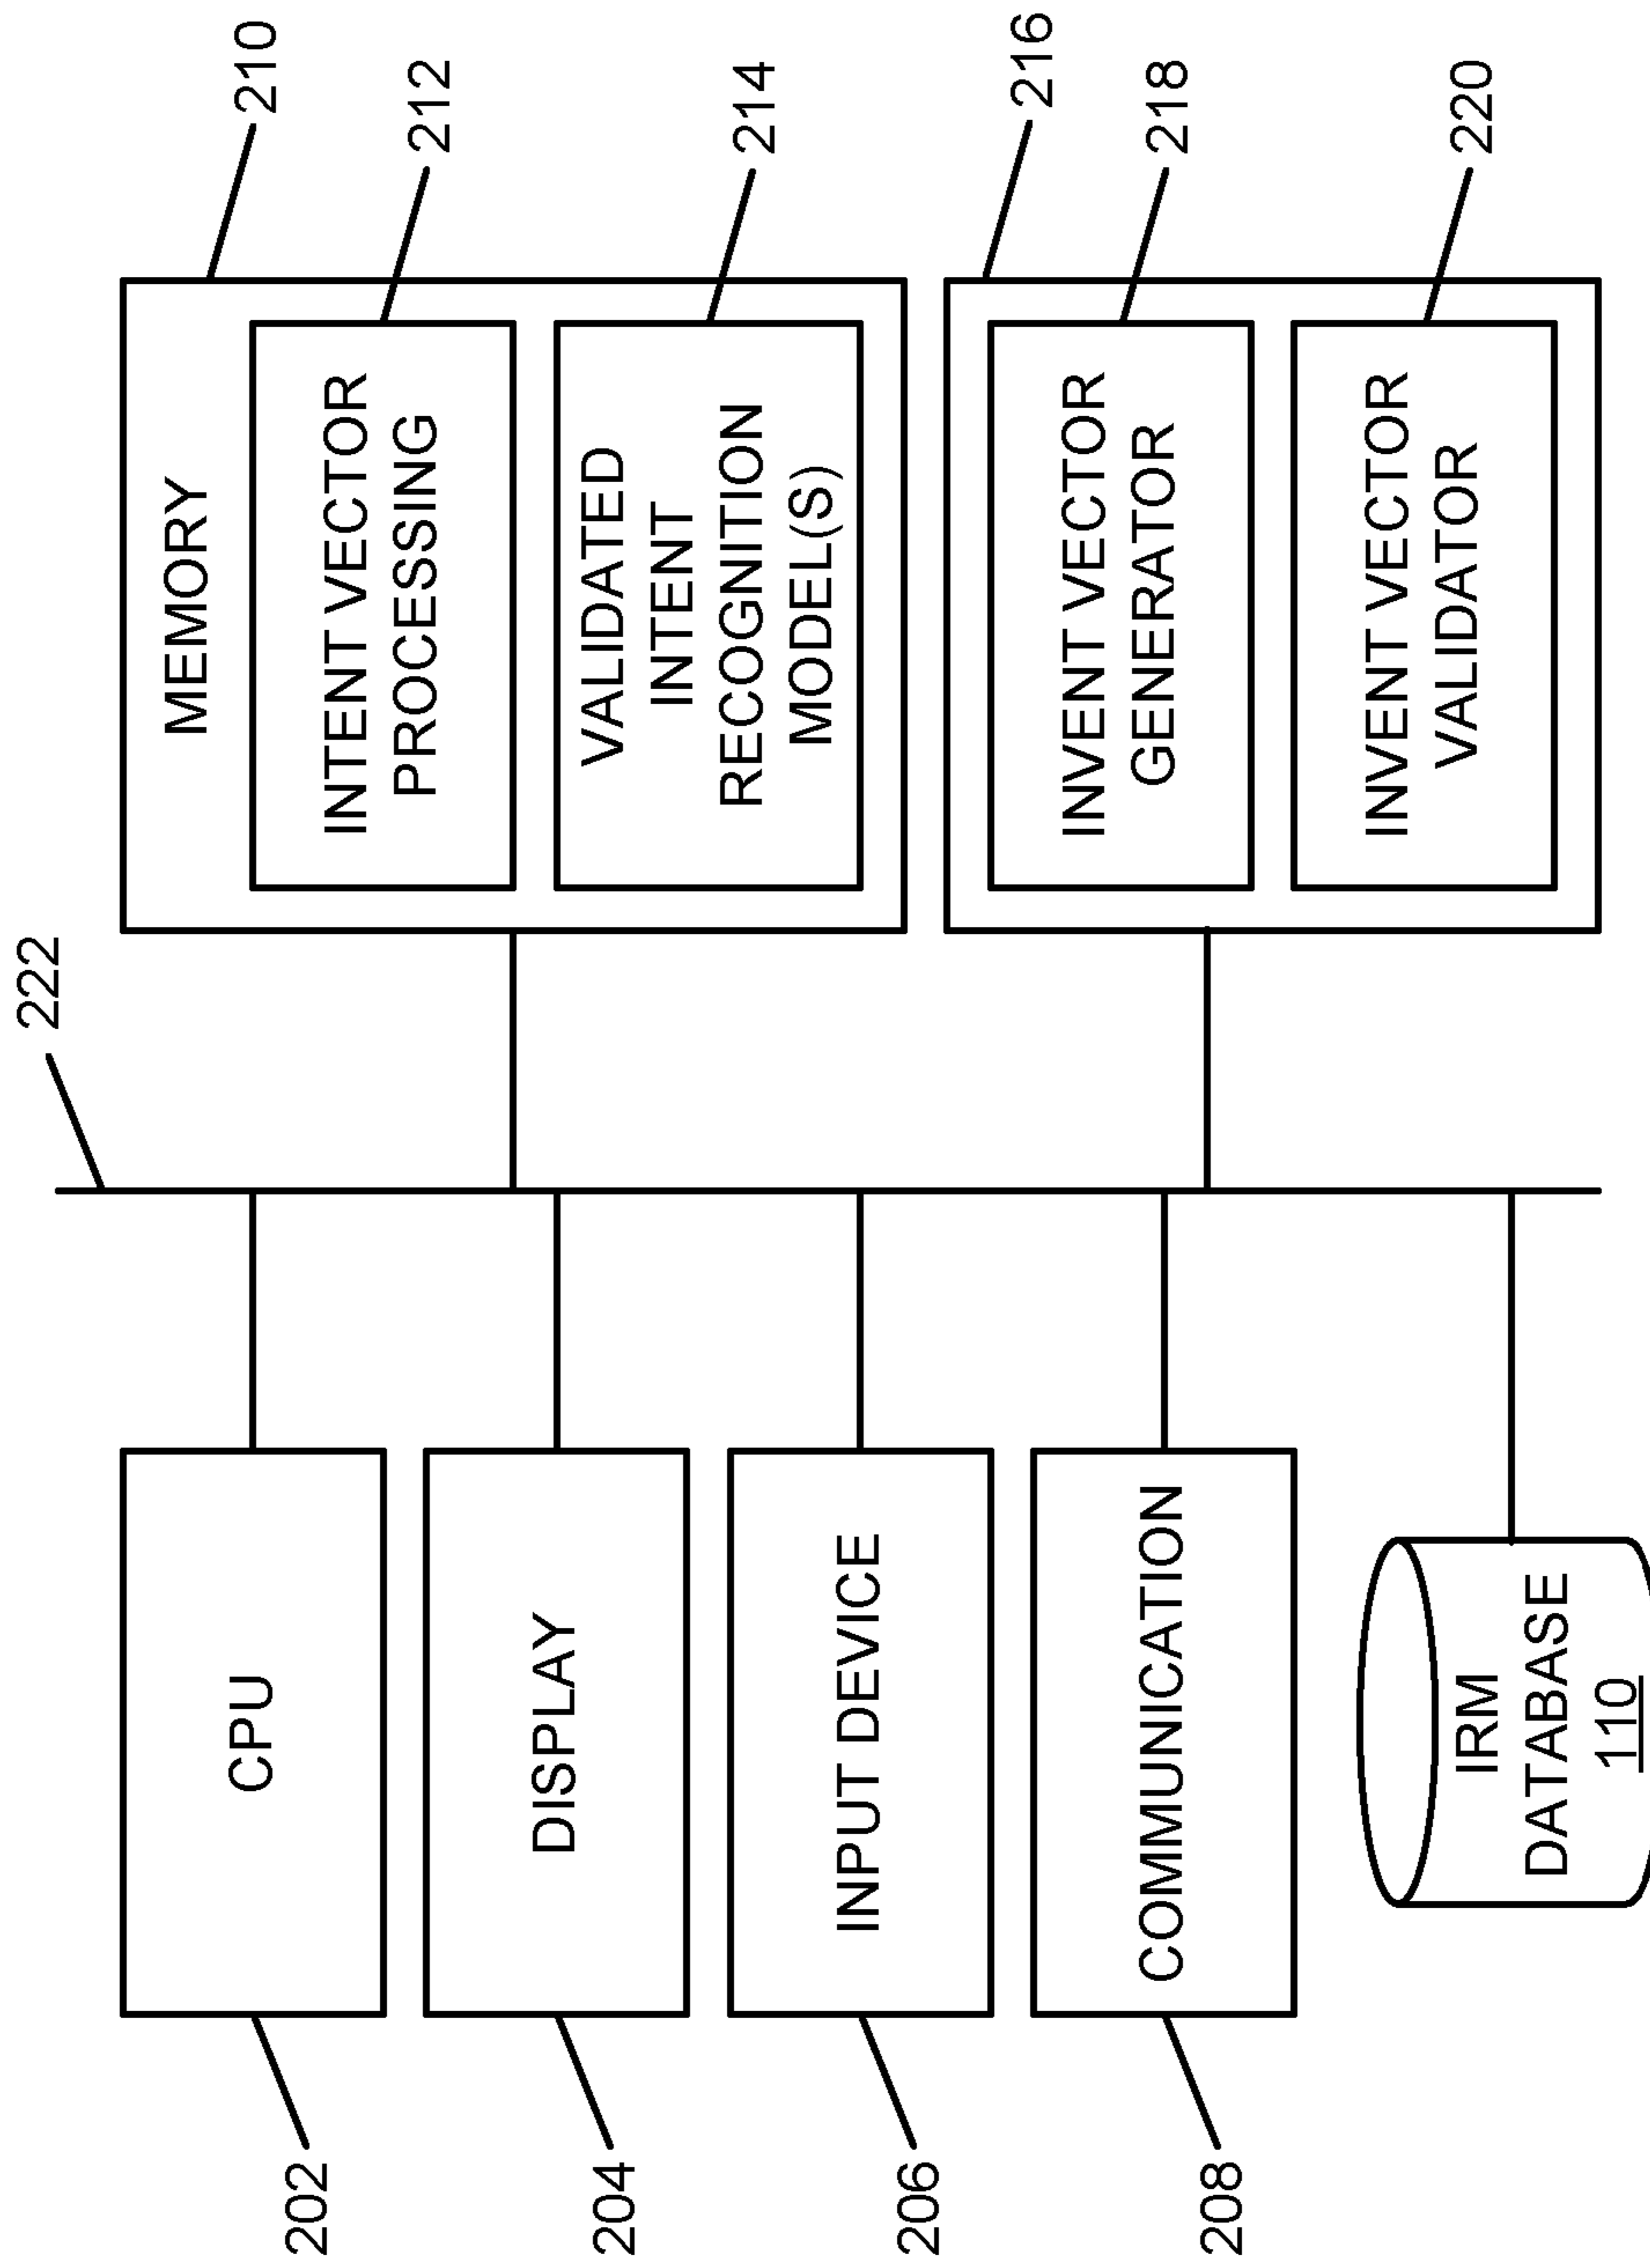 222
202
CPU
204
DISPLAY
206
INPUT DEVICE
208
COMMUNICATION
IRM
DATABASE
110
210
MEMORY
212
INTENT VECTOR
PROCESSING
214
VALIDATED
INTENT
RECOGNITION
MODEL(S)
216
218
INVENT VECTOR
GENERATOR
220
INVENT VECTOR
VALIDATOR